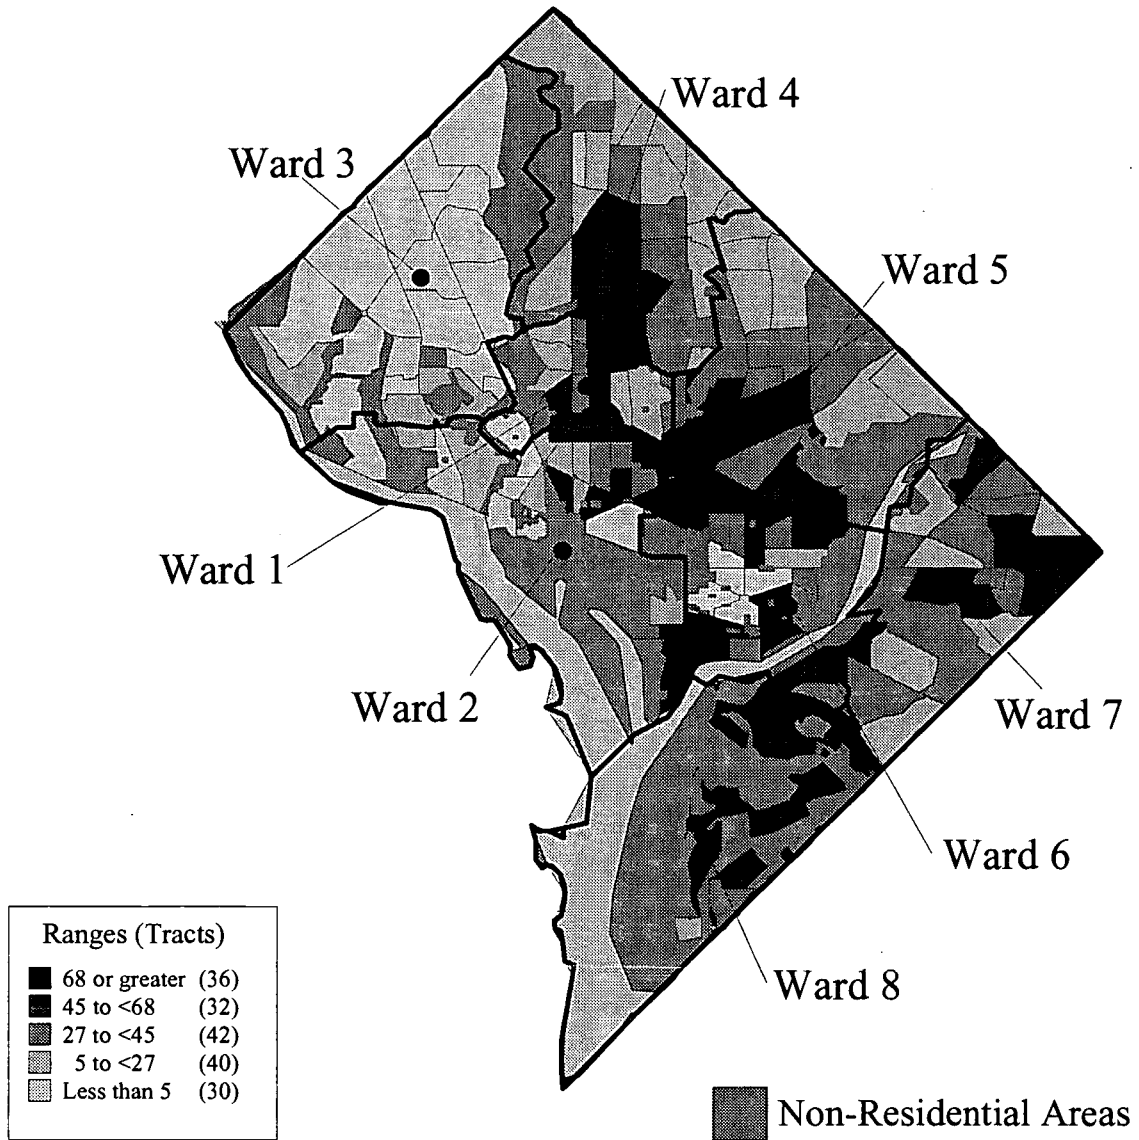 Ward 4
Ward 3
Ward 5
Ward 1
Ward 2
Ward 7
Ward 6
Ward 8
Ranges (Tracts)
68 or greater (36)
45 to <68 (32)
27 to <45 (42)
5 to <27 (40)
Less than 5 (30)
Non-Residential Areas